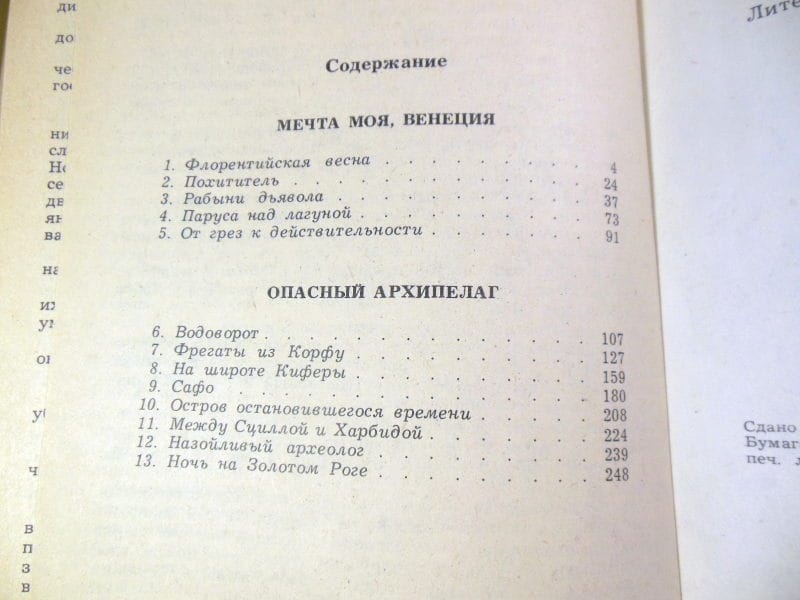 Содержание
МЕЧТА МОЯ, ВЕНЕЦИЯ
1. Флорентийская весна . . . . . . . . . 4
2. Похититель . . . . . . . . . . . . 24
3. Рабыни дьявола . . . . . . . . . . 37
4. Паруса над лагуной . . . . . . . . . 73
5. От грез к действительности . . . . . . 91
ОПАСНЫЙ АРХИПЕЛАГ
6. Водоворот . . . . . . . . . . . . . 107
7. Фрегаты из Корфу . . . . . . . . . 127
8. На широте Киферы . . . . . . . . . 159
9. Сафо . . . . . . . . . . . . . . 180
10. Остров остановившегося времени . . . . . 208
11. Между Сциллой и Харбидой . . . . . . . 224
12. Назойливый археолог . . . . . . . . . 239
13. Ночь на Золотом Роге . . . . . . . . 248
Лите
Сдано
Бумаг
печ. л